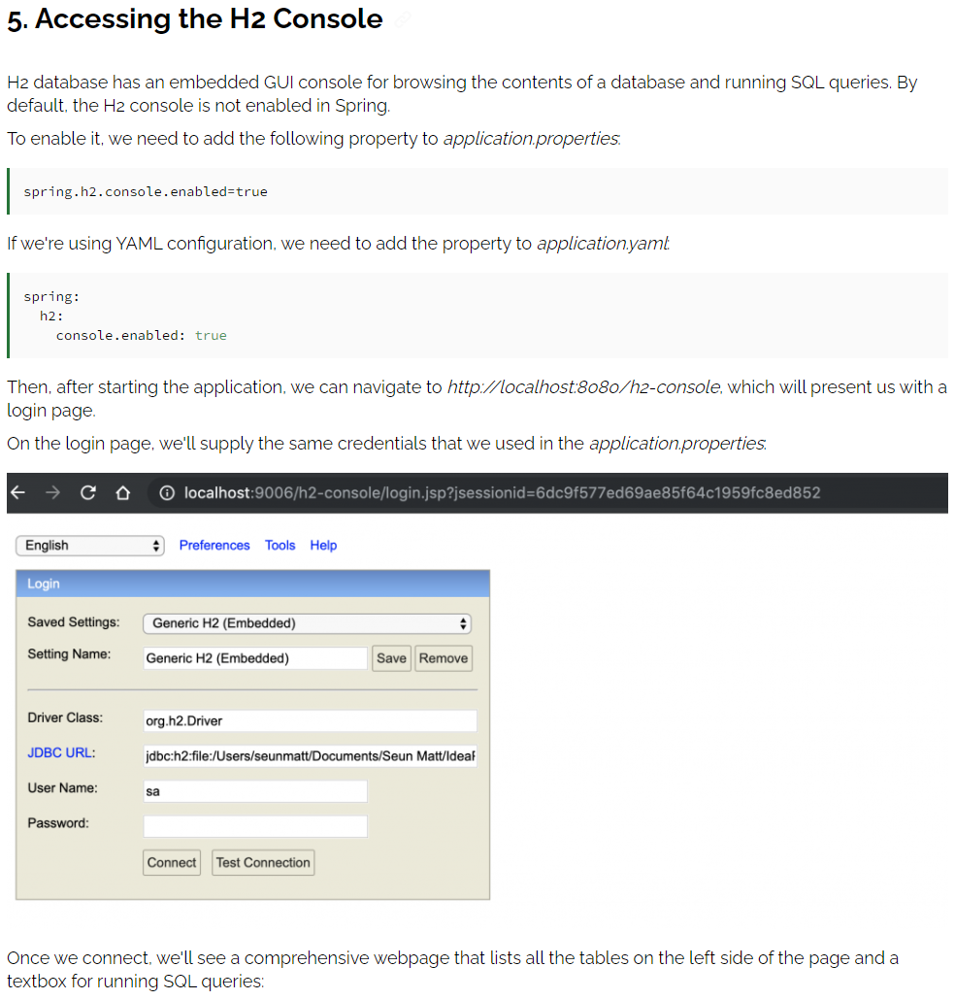 5. Accessing the H2 Console
H2 database has an embedded GUI console for browsing the contents of a database and running SQL queries. By
default, the H2 console is not enabled in Spring.
To enable it, we need to add the following property to application.properties:
spring.h2.console.enabled=true
If we're using YAML configuration, we need to add the property to application.yaml:
spring:
  h2:
    console.enabled: true
Then, after starting the application, we can navigate to http://localhost:8080/h2-console, which will present us with a
login page.
On the login page, we'll supply the same credentials that we used in the application.properties:
localhost:9006/h2-console/login.jsp?jsessionid=6dc9f577ed69ae85f64c1959fc8ed852
English Preferences Tools Help
Login
Saved Settings: Generic H2 (Embedded)
Setting Name: Generic H2 (Embedded) Save Remove
Driver Class: org.h2.Driver
JDBC URL: jdbc:h2:file:/Users/seunmatt/Documents/Seun Matt/Idea
User Name: sa
Password:
Connect Test Connection
Once we connect, we'll see a comprehensive webpage that lists all the tables on the left side of the page and a
textbox for running SQL queries: